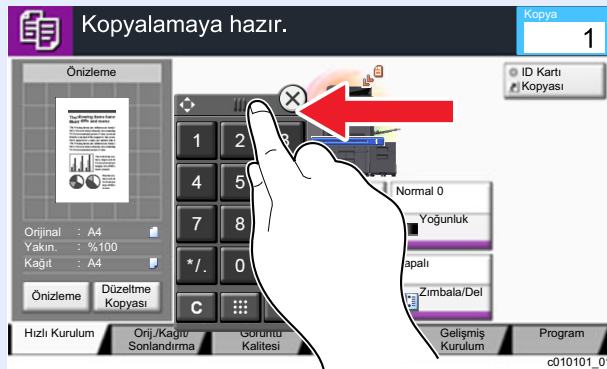 Kopyalamaya hazır.
Kopya
1
Önizleme
ID Kartı
Kopyası
1
2
3
4
5
Normal 0
7
8
Yoğunluk
Orijinal : A4
Yakın. : %100
Kağıt : A4
*/.
0
Zımbala/Del
Önizleme
Düzeltme
Kopyası
C
Hızlı Kurulum
Orij./Kağıt/
Sonlandırma
Görüntü
Kalitesi
Gelişmiş
Kurulum
Program